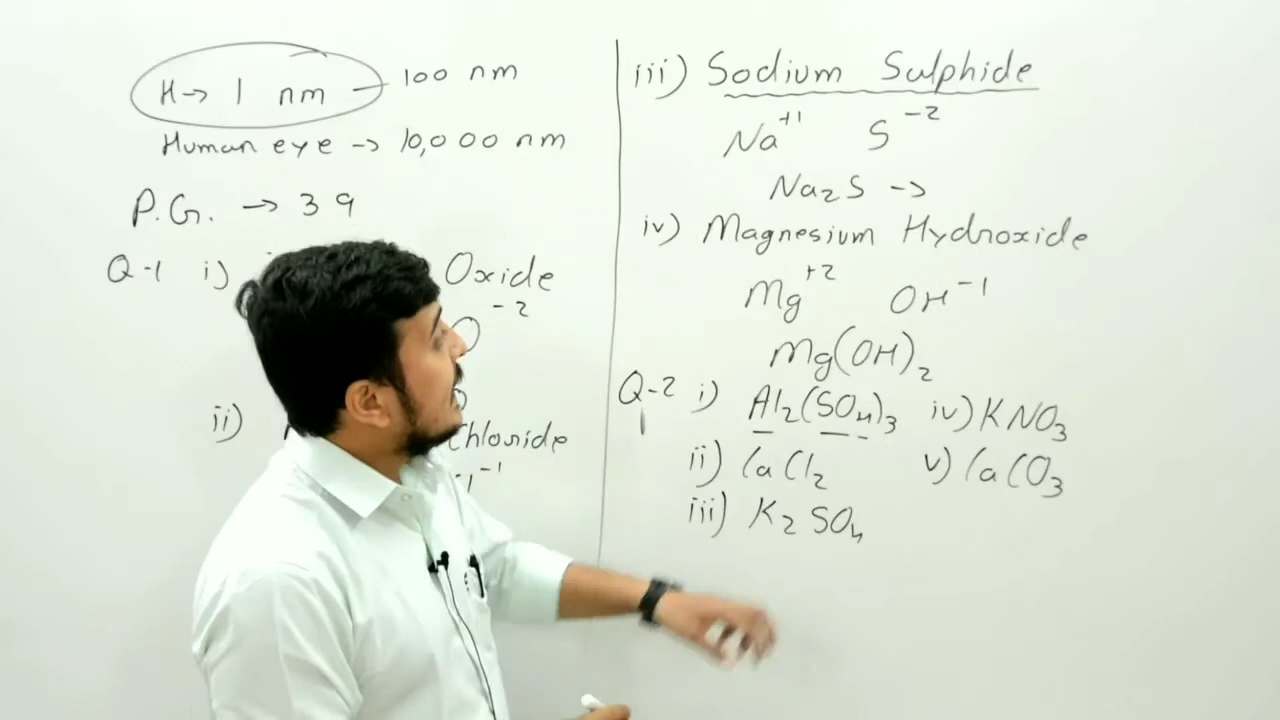 H → 1 nm — 100 nm
Human eye → 10,000 nm
P.G. → 39
Q-1 i) Oxide
O⁻²
ii) Chloride
⁻¹
iii) Sodium Sulphide
Na⁺¹ S⁻²
Na₂S →
iv) Magnesium Hydroxide
Mg⁺² OH⁻¹
Mg(OH)₂
Q-2 i) Al₂(SO₄)₃ iv) KNO₃
ii) CaCl₂ v) CaCO₃
iii) K₂SO₄